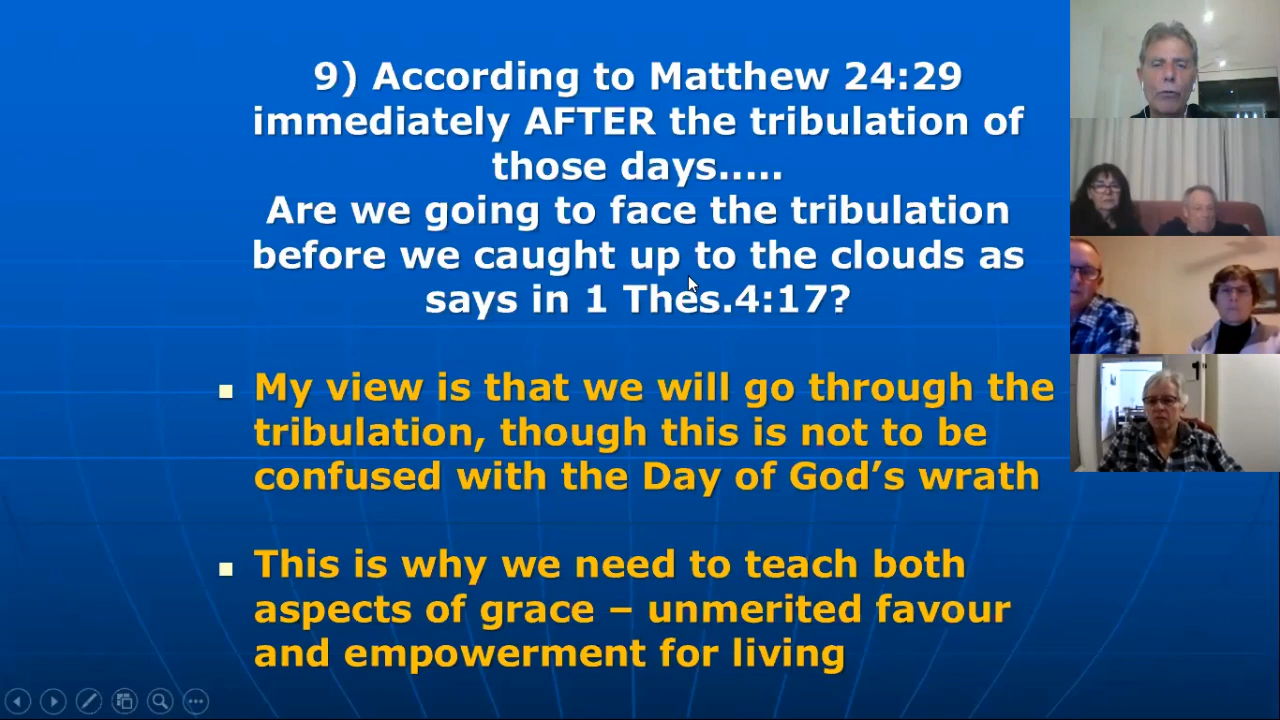 9) According to Matthew 24:29
immediately AFTER the tribulation of
those days.....
Are we going to face the tribulation
before we caught up to the clouds as
says in 1 Thes.4:17?
My view is that we will go through the
tribulation, though this is not to be
confused with the Day of God’s wrath
This is why we need to teach both
aspects of grace – unmerited favour
and empowerment for living